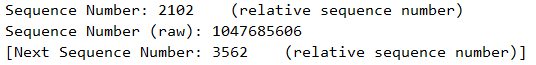 Sequence Number: 2102    (relative sequence number)
Sequence Number (raw): 1047685606
[Next Sequence Number: 3562    (relative sequence number)]